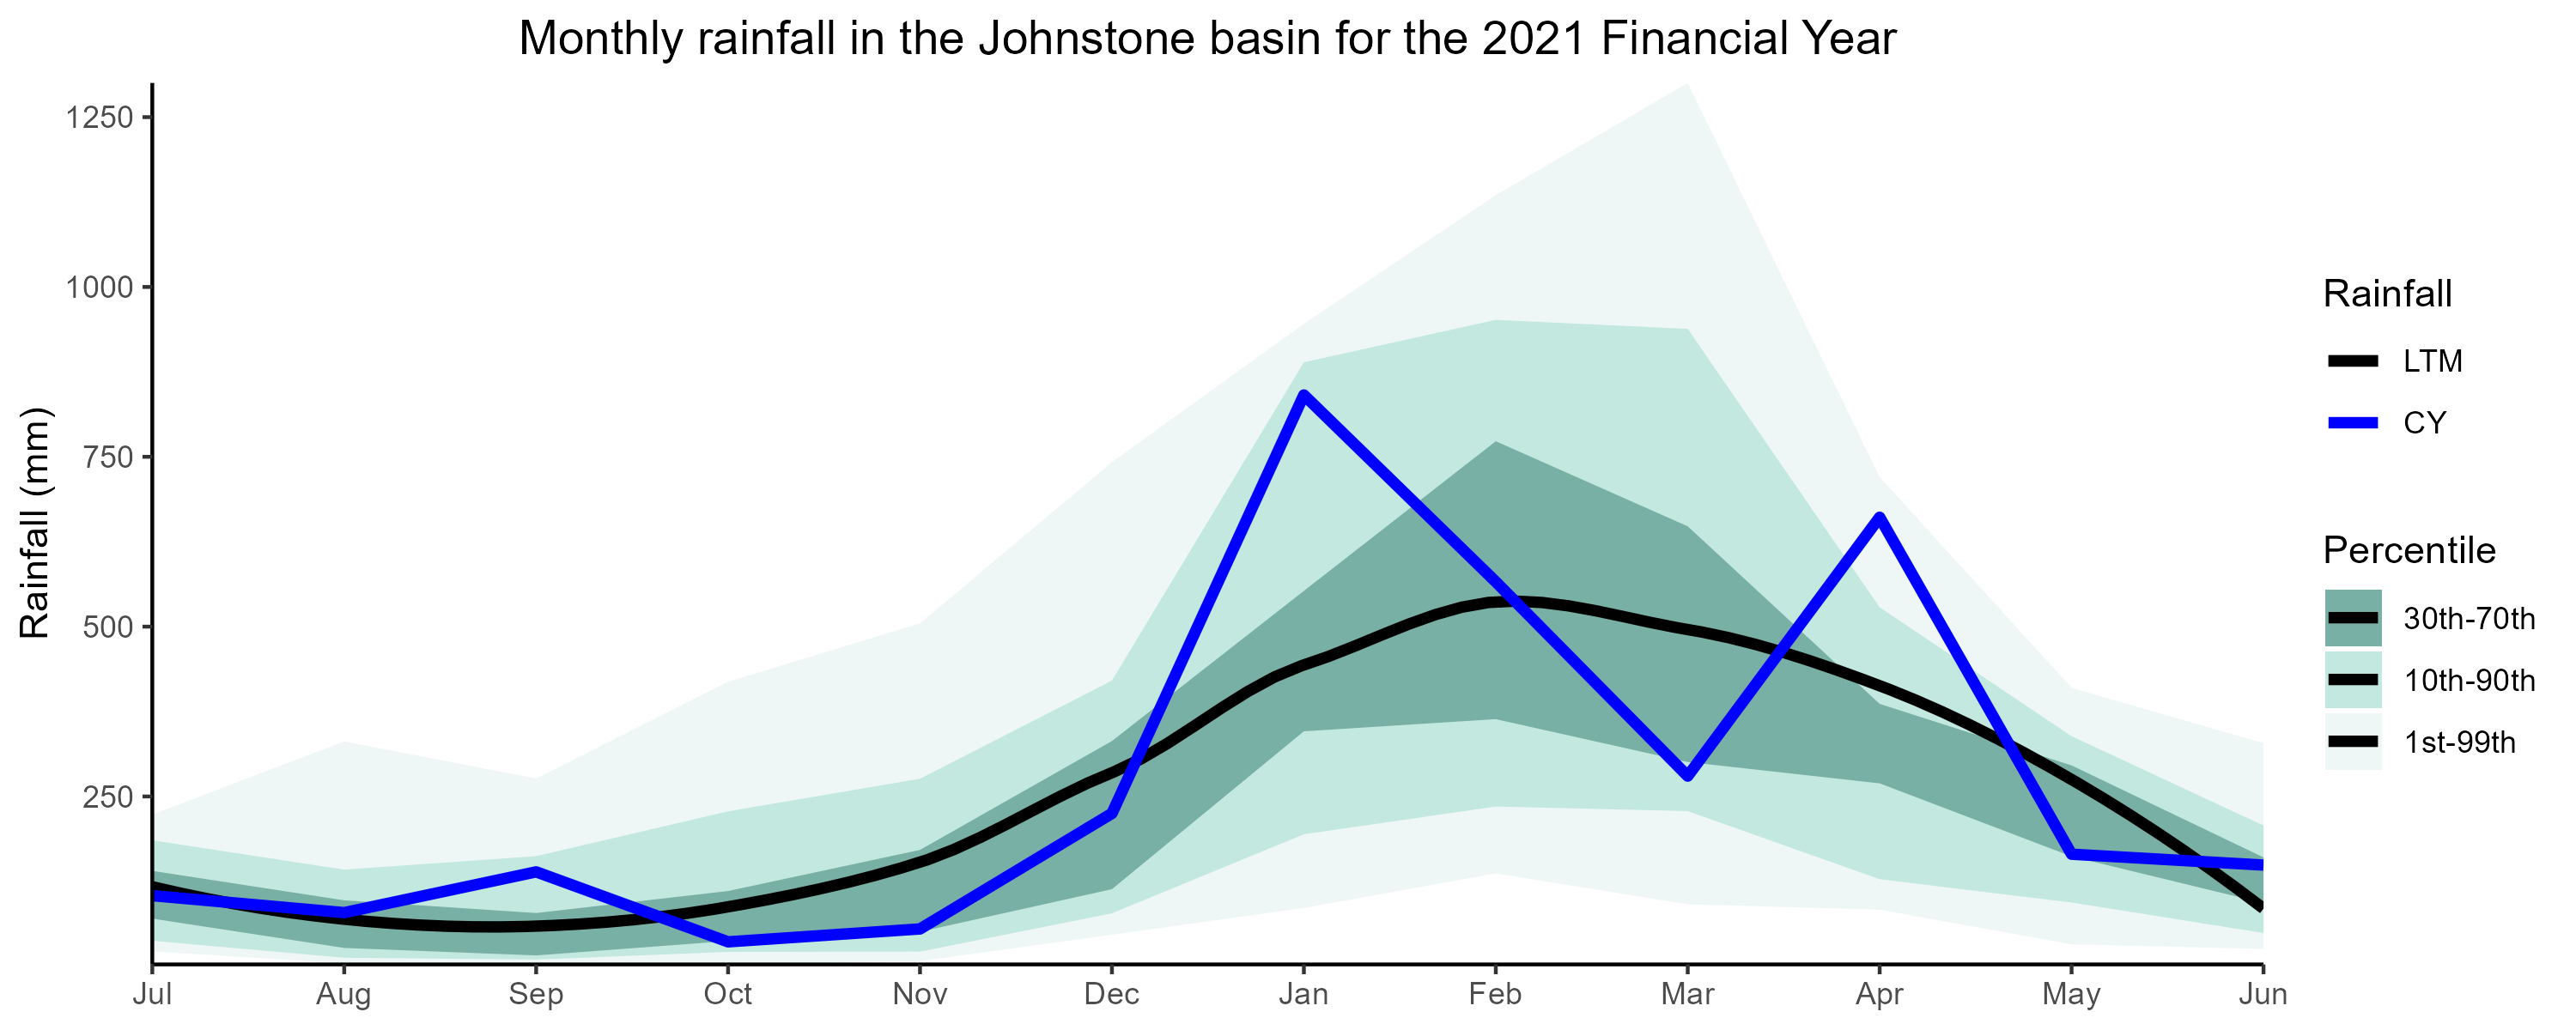 Monthly rainfall in the Johnstone basin for the 2021 Financial Year
1250
1000
750
500
250
Rainfall (mm)
Jul Aug Sep Oct Nov Dec Jan Feb Mar Apr May Jun
Rainfall
LTM
CY
Percentile
30th-70th
10th-90th
1st-99th